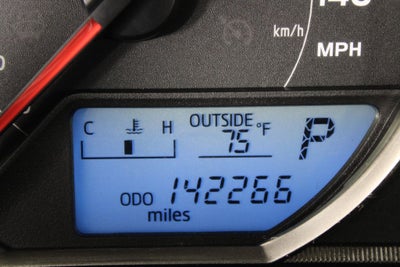 km/h
MPH
C H OUTSIDE
75 °F P
ODO 142266
miles